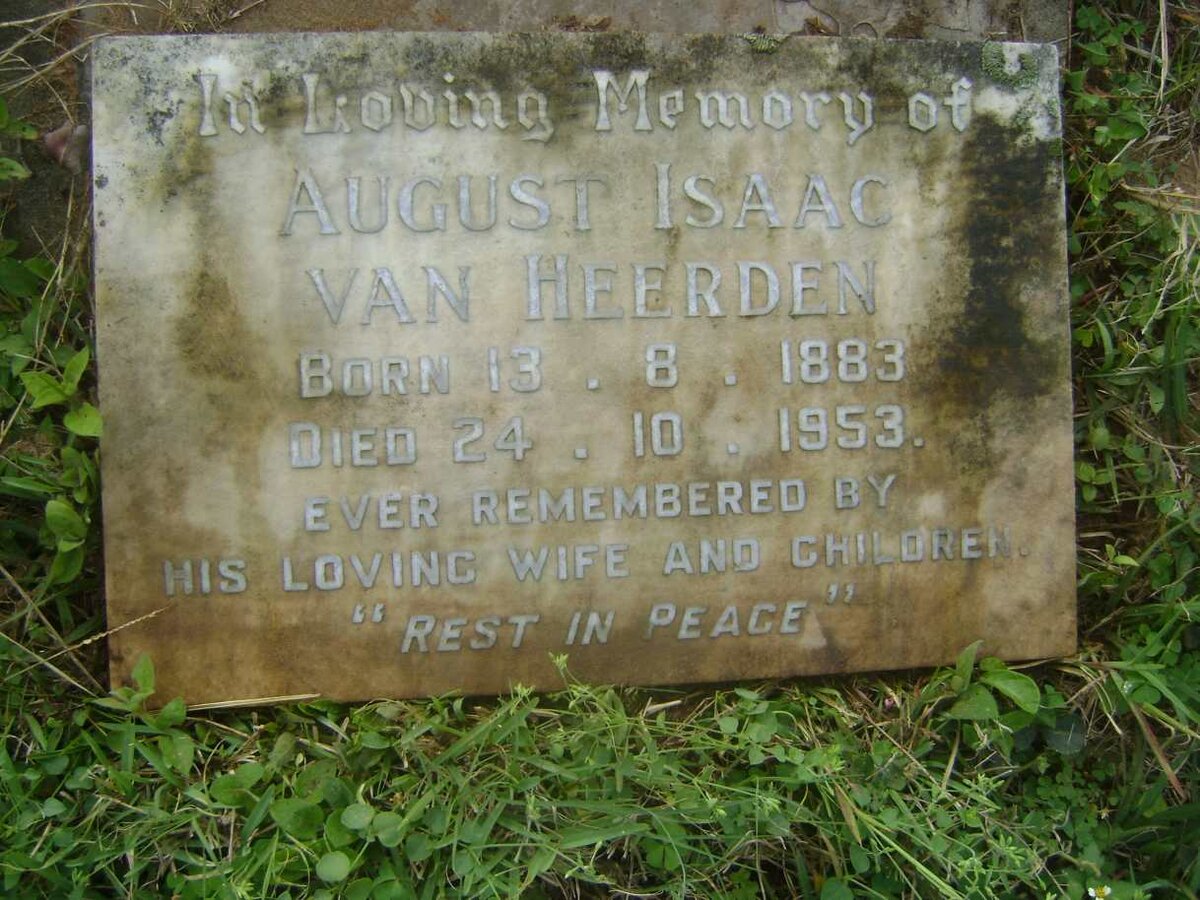 In Loving Memory of
AUGUST ISAAC
VAN HEERDEN
BORN 13 . 8 . 1883
DIED 24 . 10 . 1953.
EVER REMEMBERED BY
HIS LOVING WIFE AND CHILDREN.
"REST IN PEACE"